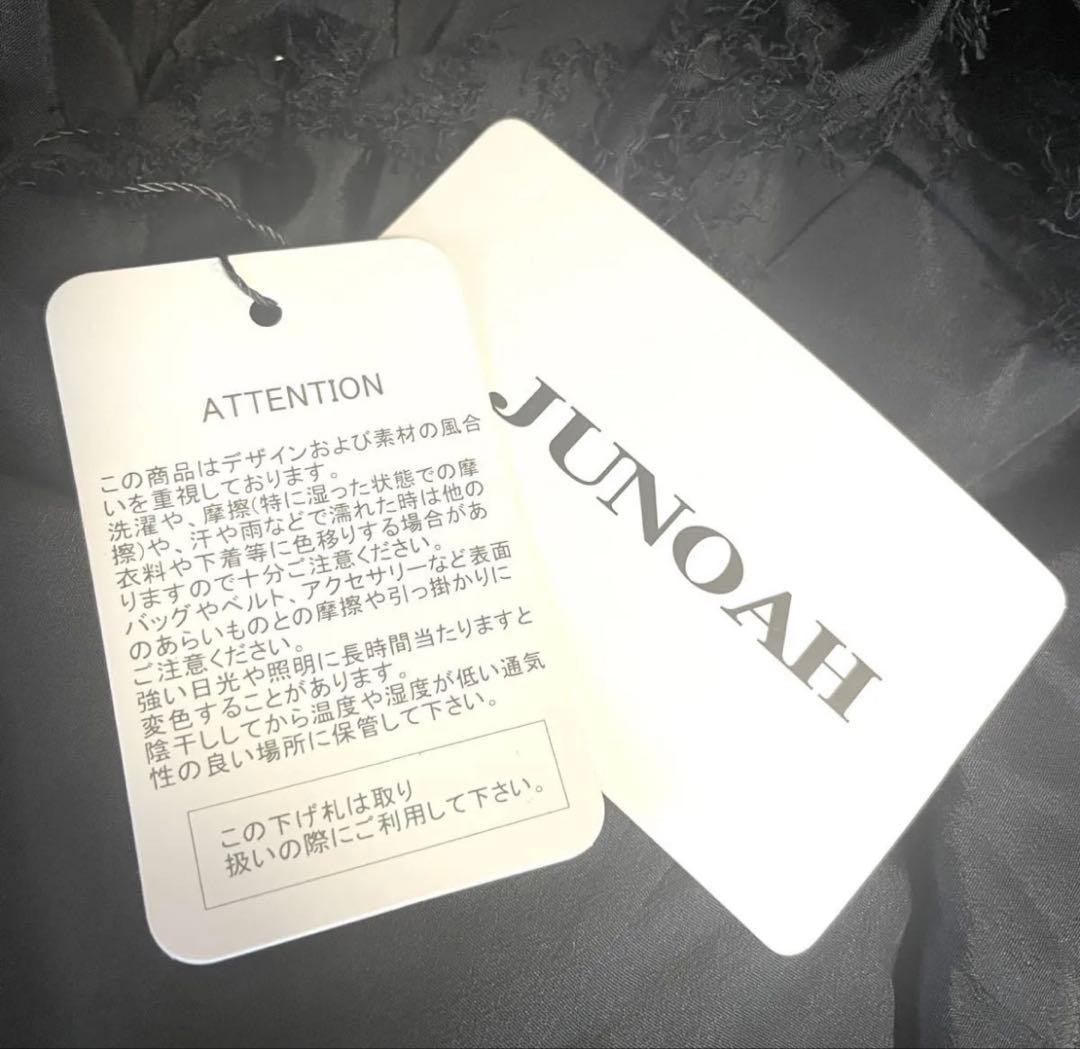 ATTENTION
この商品はデザインおよび素材の風合
いを重視しております。
洗濯や、摩擦(特に湿った状態での摩
擦)や、汗や雨などで濡れた時は他の
衣料や下着等に色移りする場合があ
りますので十分ご注意ください。
バッグやベルト、アクセサリーなど表面
のあらいものとの摩擦や引っ掛かりに
ご注意ください。
強い日光や照明に長時間当たりますと
変色することがあります。
陰干ししてから温度や湿度が低い通気
性の良い場所に保管して下さい。
この下げ札は取り
扱いの際にご利用して下さい。
JUNOAH